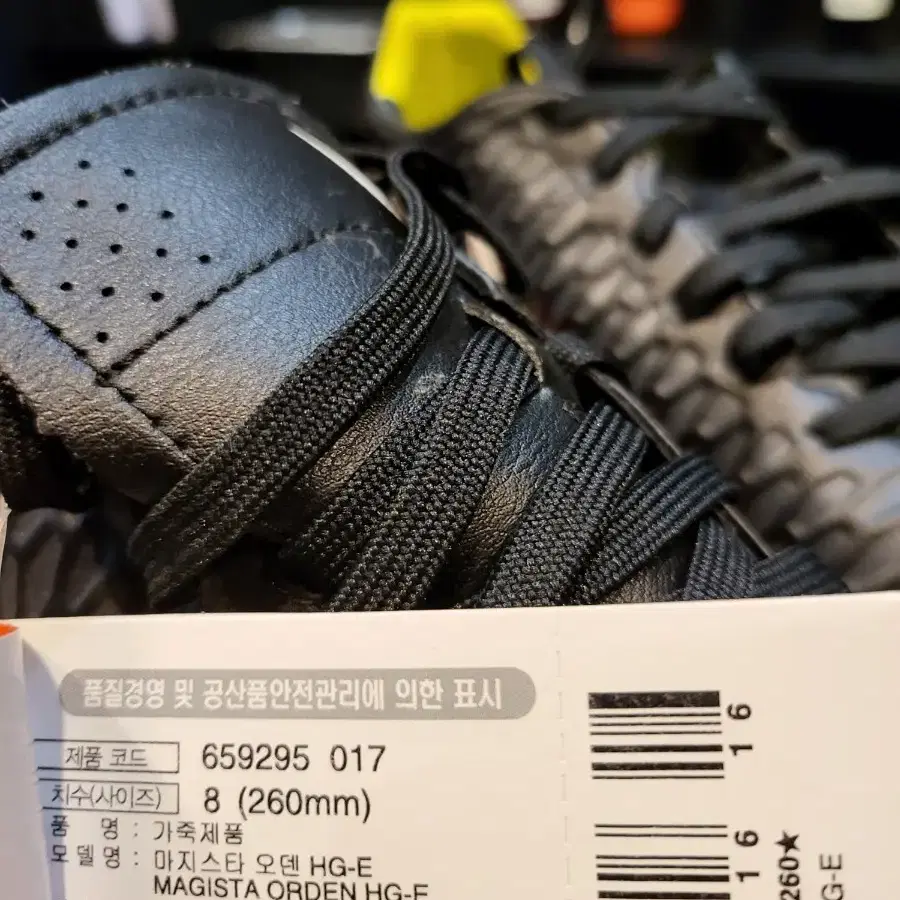 품질경영 및 공산품안전관리에 의한 표시
제품 코드 659295 017
치수(사이즈) 8 (260mm)
품 명 : 가죽제품
모델명 : 마지스타 오덴 HG-E
MAGISTA ORDEN HG-E
16
16
260★
G-E